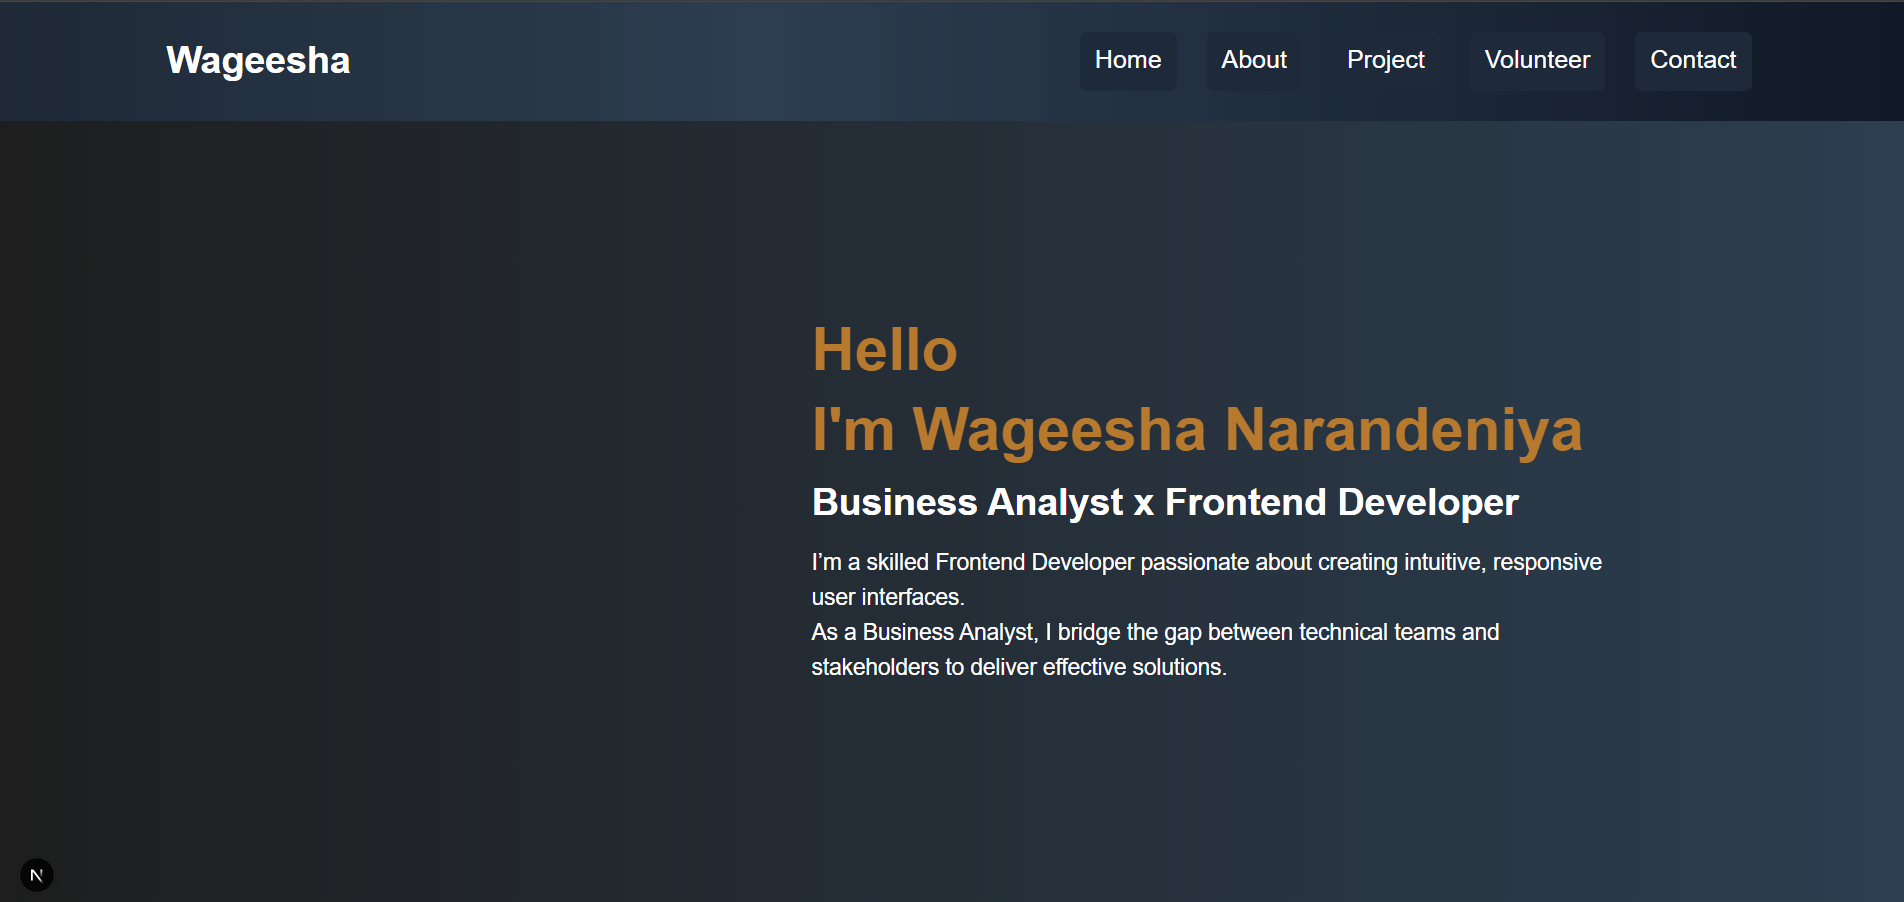 Wageesha
Home About Project Volunteer Contact
Hello
I'm Wageesha Narandeniya
Business Analyst x Frontend Developer
I’m a skilled Frontend Developer passionate about creating intuitive, responsive
user interfaces.
As a Business Analyst, I bridge the gap between technical teams and
stakeholders to deliver effective solutions.
N